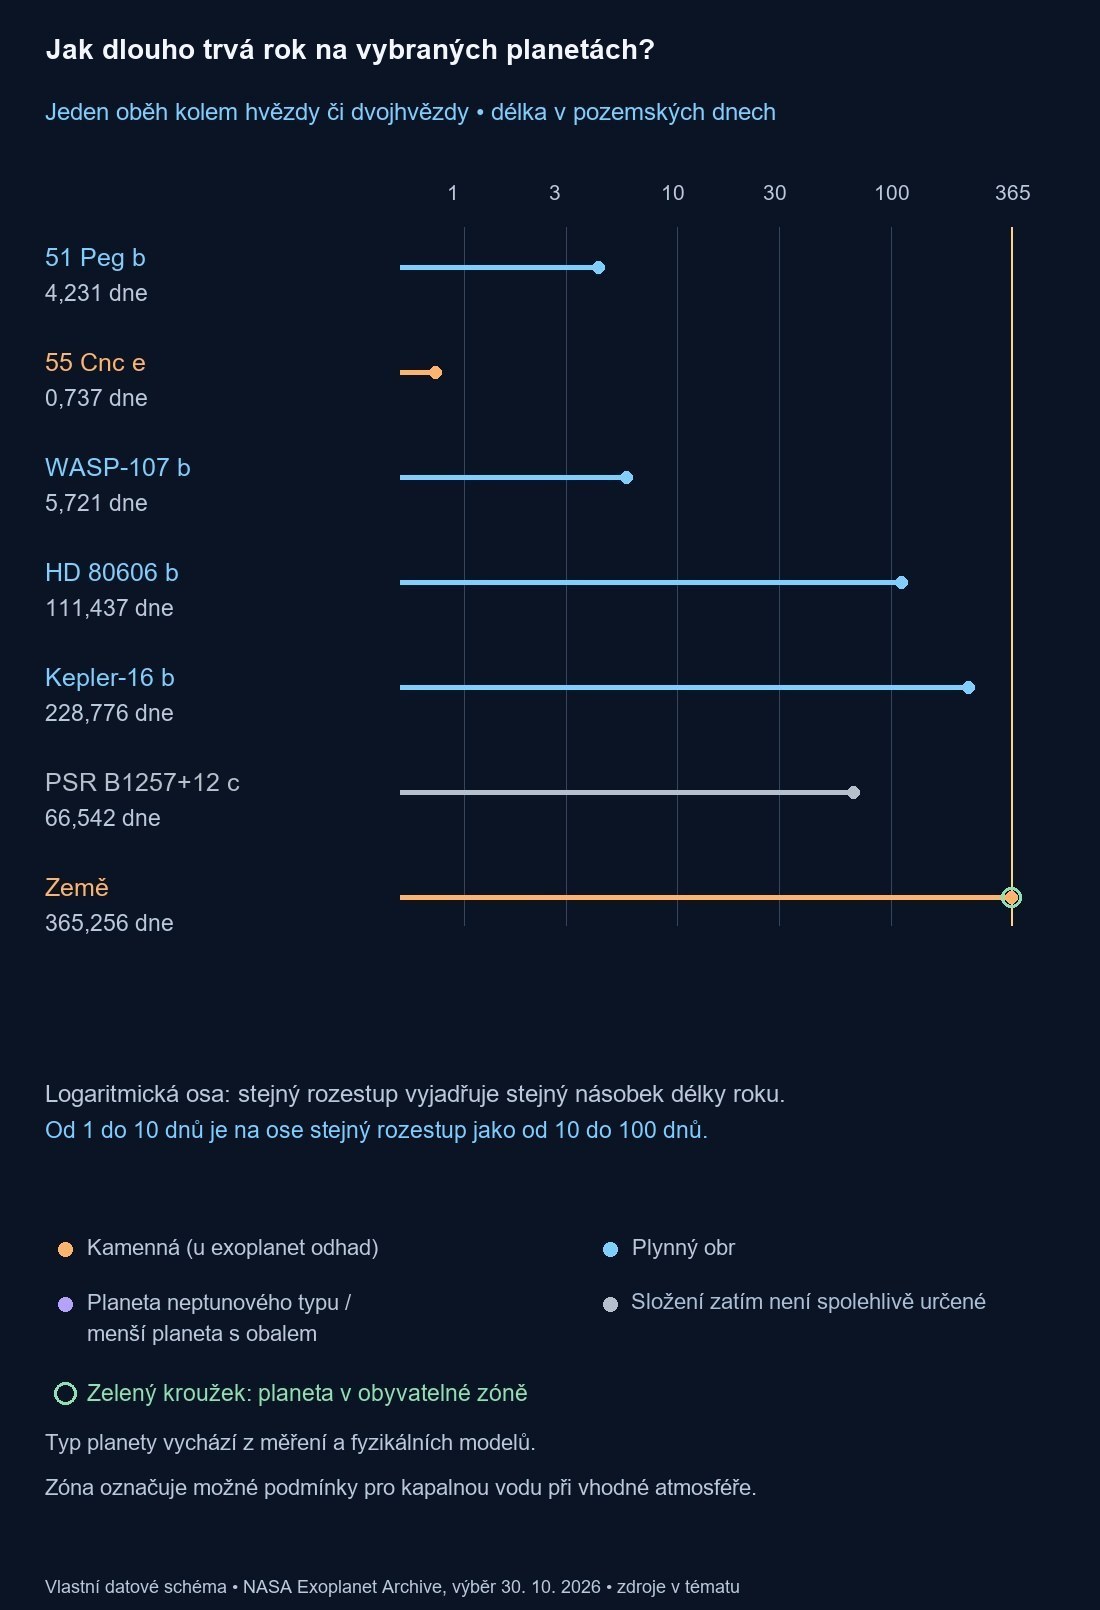 Jak dlouho trvá rok na vybraných planetách?
Jeden oběh kolem hvězdy či dvojhvězdy • délka v pozemských dnech
1 3 10 30 100 365
51 Peg b
4,231 dne
55 Cnc e
0,737 dne
WASP-107 b
5,721 dne
HD 80606 b
111,437 dne
Kepler-16 b
228,776 dne
PSR B1257+12 c
66,542 dne
Země
365,256 dne
Logaritmická osa: stejný rozestup vyjadřuje stejný násobek délky roku.
Od 1 do 10 dnů je na ose stejný rozestup jako od 10 do 100 dnů.
Kamenná (u exoplanet odhad)
Plynný obr
Planeta neptunového typu /
menší planeta s obalem
Složení zatím není spolehlivě určené
Zelený kroužek: planeta v obyvatelné zóně
Typ planety vychází z měření a fyzikálních modelů.
Zóna označuje možné podmínky pro kapalnou vodu při vhodné atmosféře.
Vlastní datové schéma • NASA Exoplanet Archive, výběr 30. 10. 2026 • zdroje v tématu